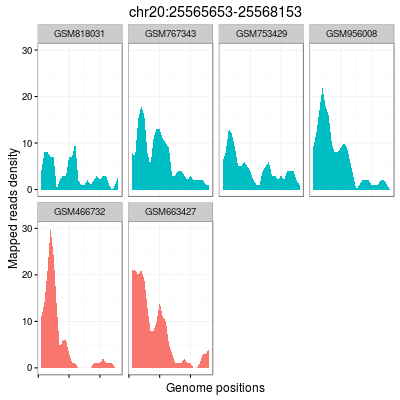 chr20:25565653-25568153
GSM818031 GSM767343 GSM753429 GSM956008
30
20
10
0
Mapped reads density
GSM466732 GSM663427
30
20
10
0
Genome positions